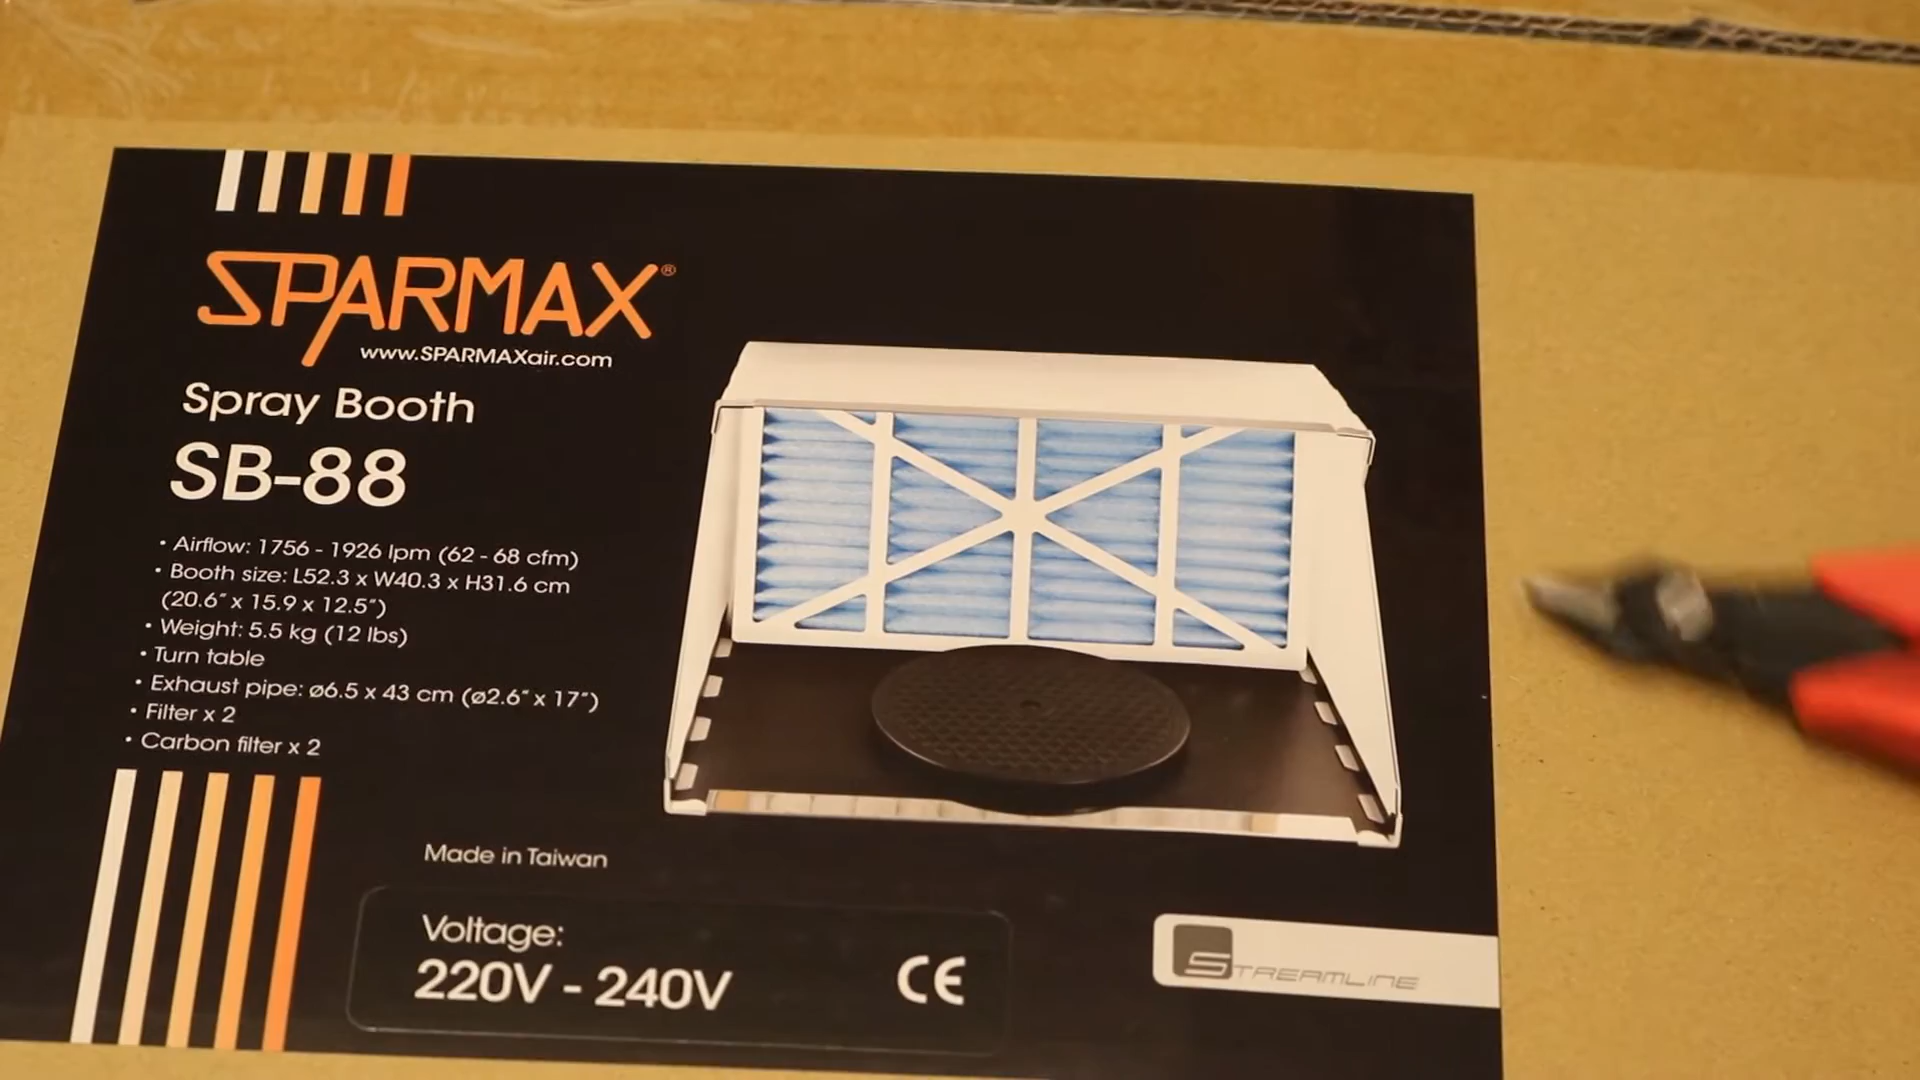 SPARMAX®
www.SPARMAXair.com
Spray Booth
SB-88
• Airflow: 1756 - 1926 lpm (62 - 68 cfm)
• Booth size: L52.3 x W40.3 x H31.6 cm
(20.6″ x 15.9 x 12.5″)
• Weight: 5.5 kg (12 lbs)
• Turn table
• Exhaust pipe: ø6.5 x 43 cm (ø2.6″ x 17″)
• Filter x 2
• Carbon filter x 2
Made in Taiwan
Voltage:
220V - 240V
CE
STREAMLINE